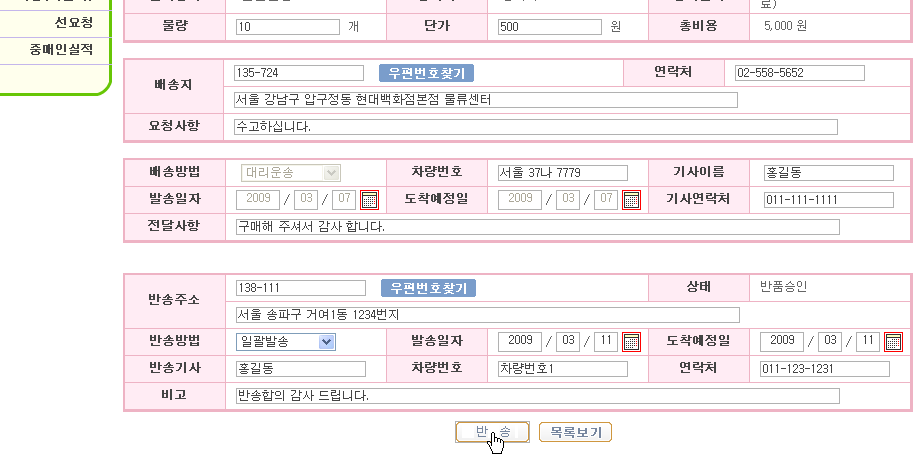 선요청
중매인실적
료)
물량 10 개 단가 500 원 총비용 5,000 원
배송지 135-724 우편번호찾기 연락처 02-558-5652
서울 강남구 압구정동 현대백화점본점 물류센터
요청사항 수고하십니다.
배송방법 대리운송 차량번호 서울 37나 7779 기사이름 홍길동
발송일자 2009 / 03 / 07 도착예정일 2009 / 03 / 07 기사연락처 011-111-1111
전달사항 구매해 주셔서 감사 합니다.
반송주소 138-111 우편번호찾기 상태 반품승인
서울 송파구 거여1동 1234번지
반송방법 일괄발송 발송일자 2009 / 03 / 11 도착예정일 2009 / 03 / 11
반송기사 홍길동 차량번호 차량번호1 연락처 011-123-1231
비고 반송합의 감사 드립니다.
반 송 목록보기